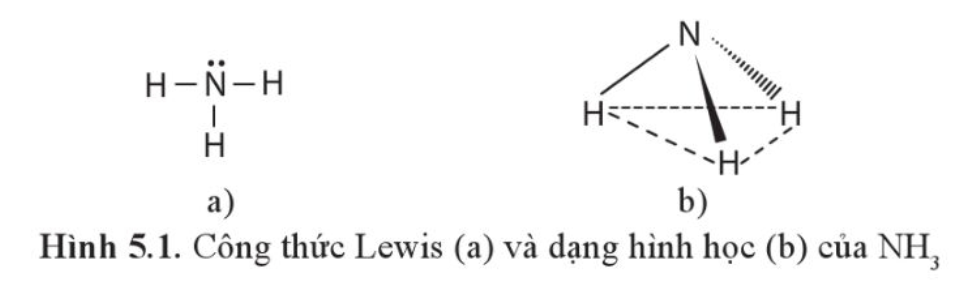 H – N̈ – H
|
H
a)
N
H
H
H
b)
Hình 5.1. Công thức Lewis (a) và dạng hình học (b) của NH₃